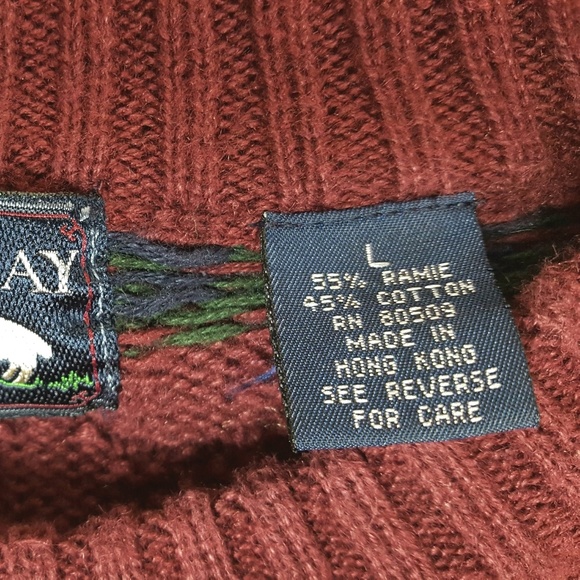 AY
L
55% RAMIE
45% COTTON
RN 80509
MADE IN
HONG KONG
SEE REVERSE
FOR CARE